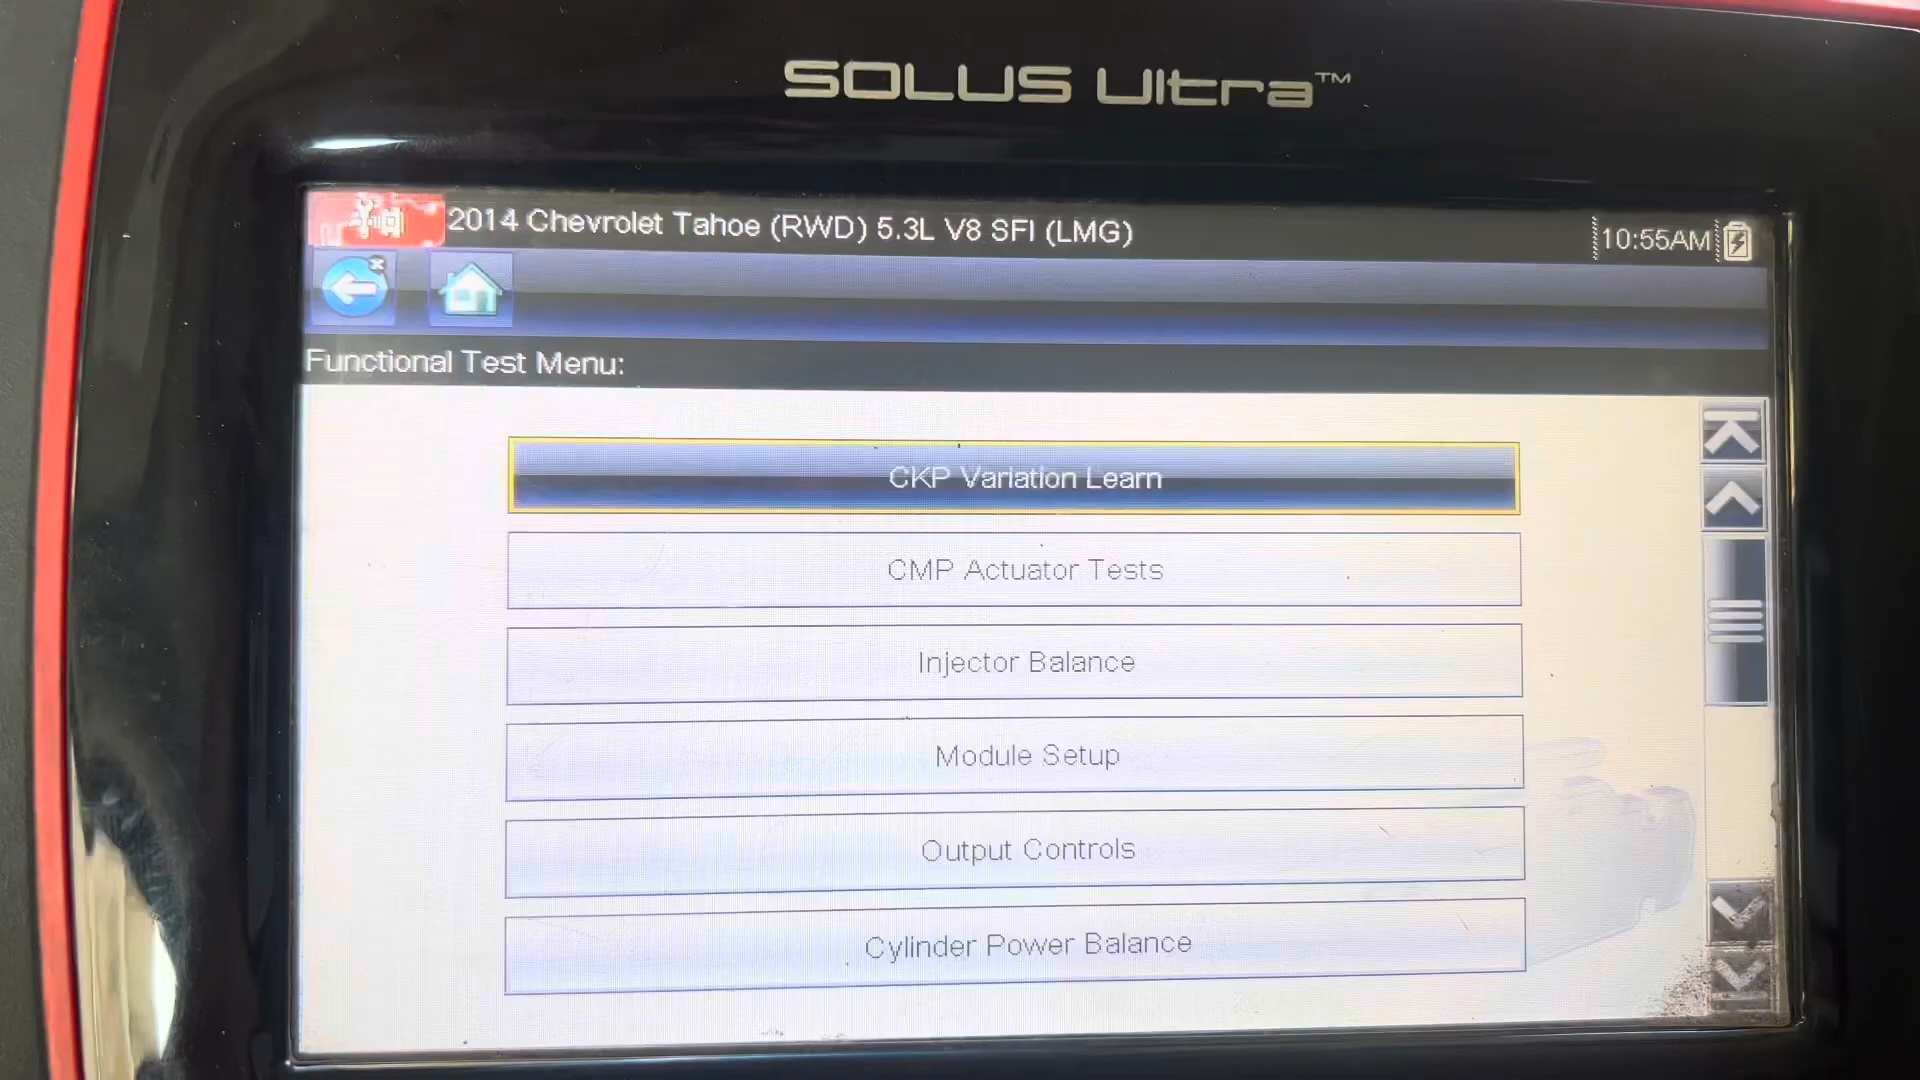 SOLUS Ultra™
2014 Chevrolet Tahoe (RWD) 5.3L V8 SFI (LMG)
10:55AM
Functional Test Menu:
CKP Variation Learn
CMP Actuator Tests
Injector Balance
Module Setup
Output Controls
Cylinder Power Balance